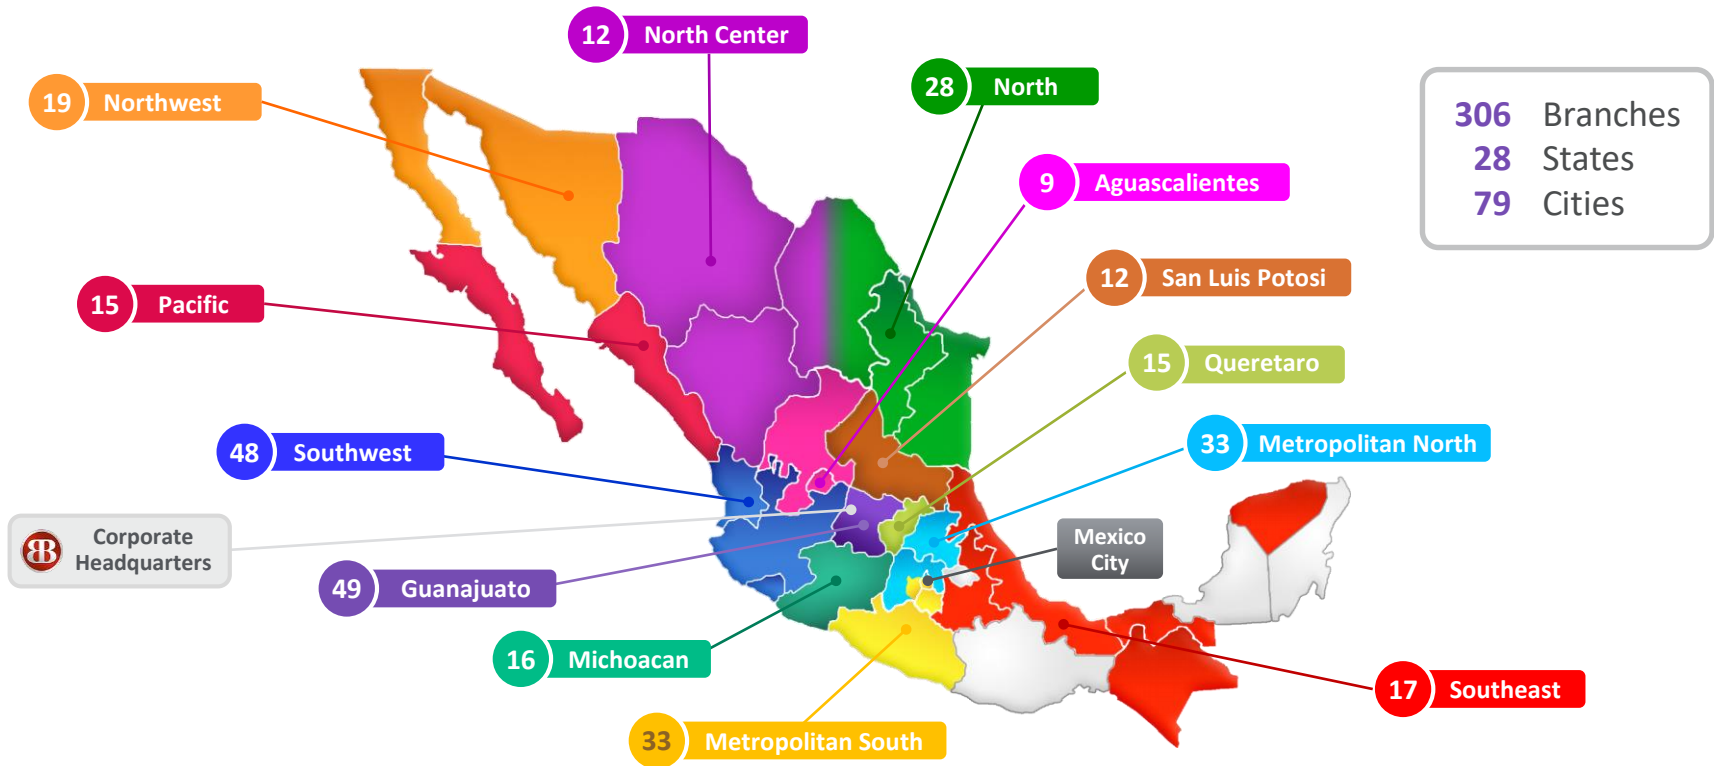 12 North Center
19 Northwest
28 North
306 Branches
28 States
79 Cities
9 Aguascalientes
15 Pacific
12 San Luis Potosi
15 Queretaro
48 Southwest
33 Metropolitan North
BB
Corporate
Headquarters
Mexico
City
49 Guanajuato
16 Michoacan
17 Southeast
33 Metropolitan South